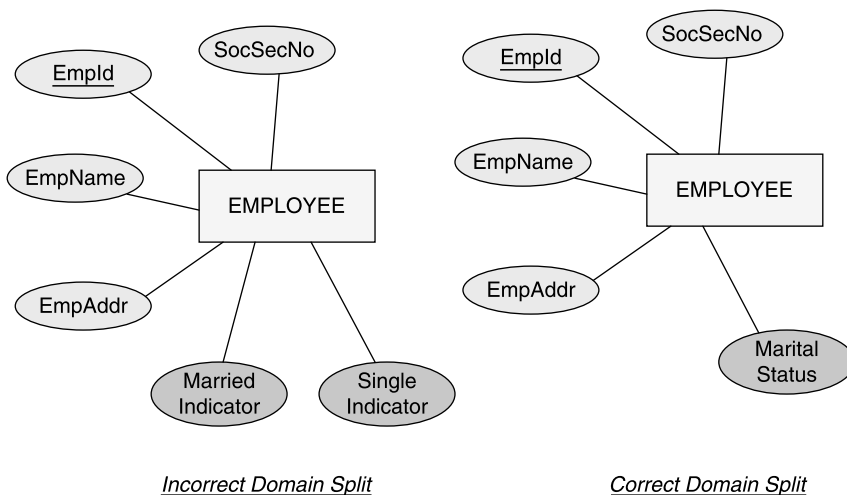 EmpId
SocSecNo
EmpName
EMPLOYEE
EmpAddr
Married
Indicator
Single
Indicator
Incorrect Domain Split
EmpId
SocSecNo
EmpName
EMPLOYEE
EmpAddr
Marital
Status
Correct Domain Split